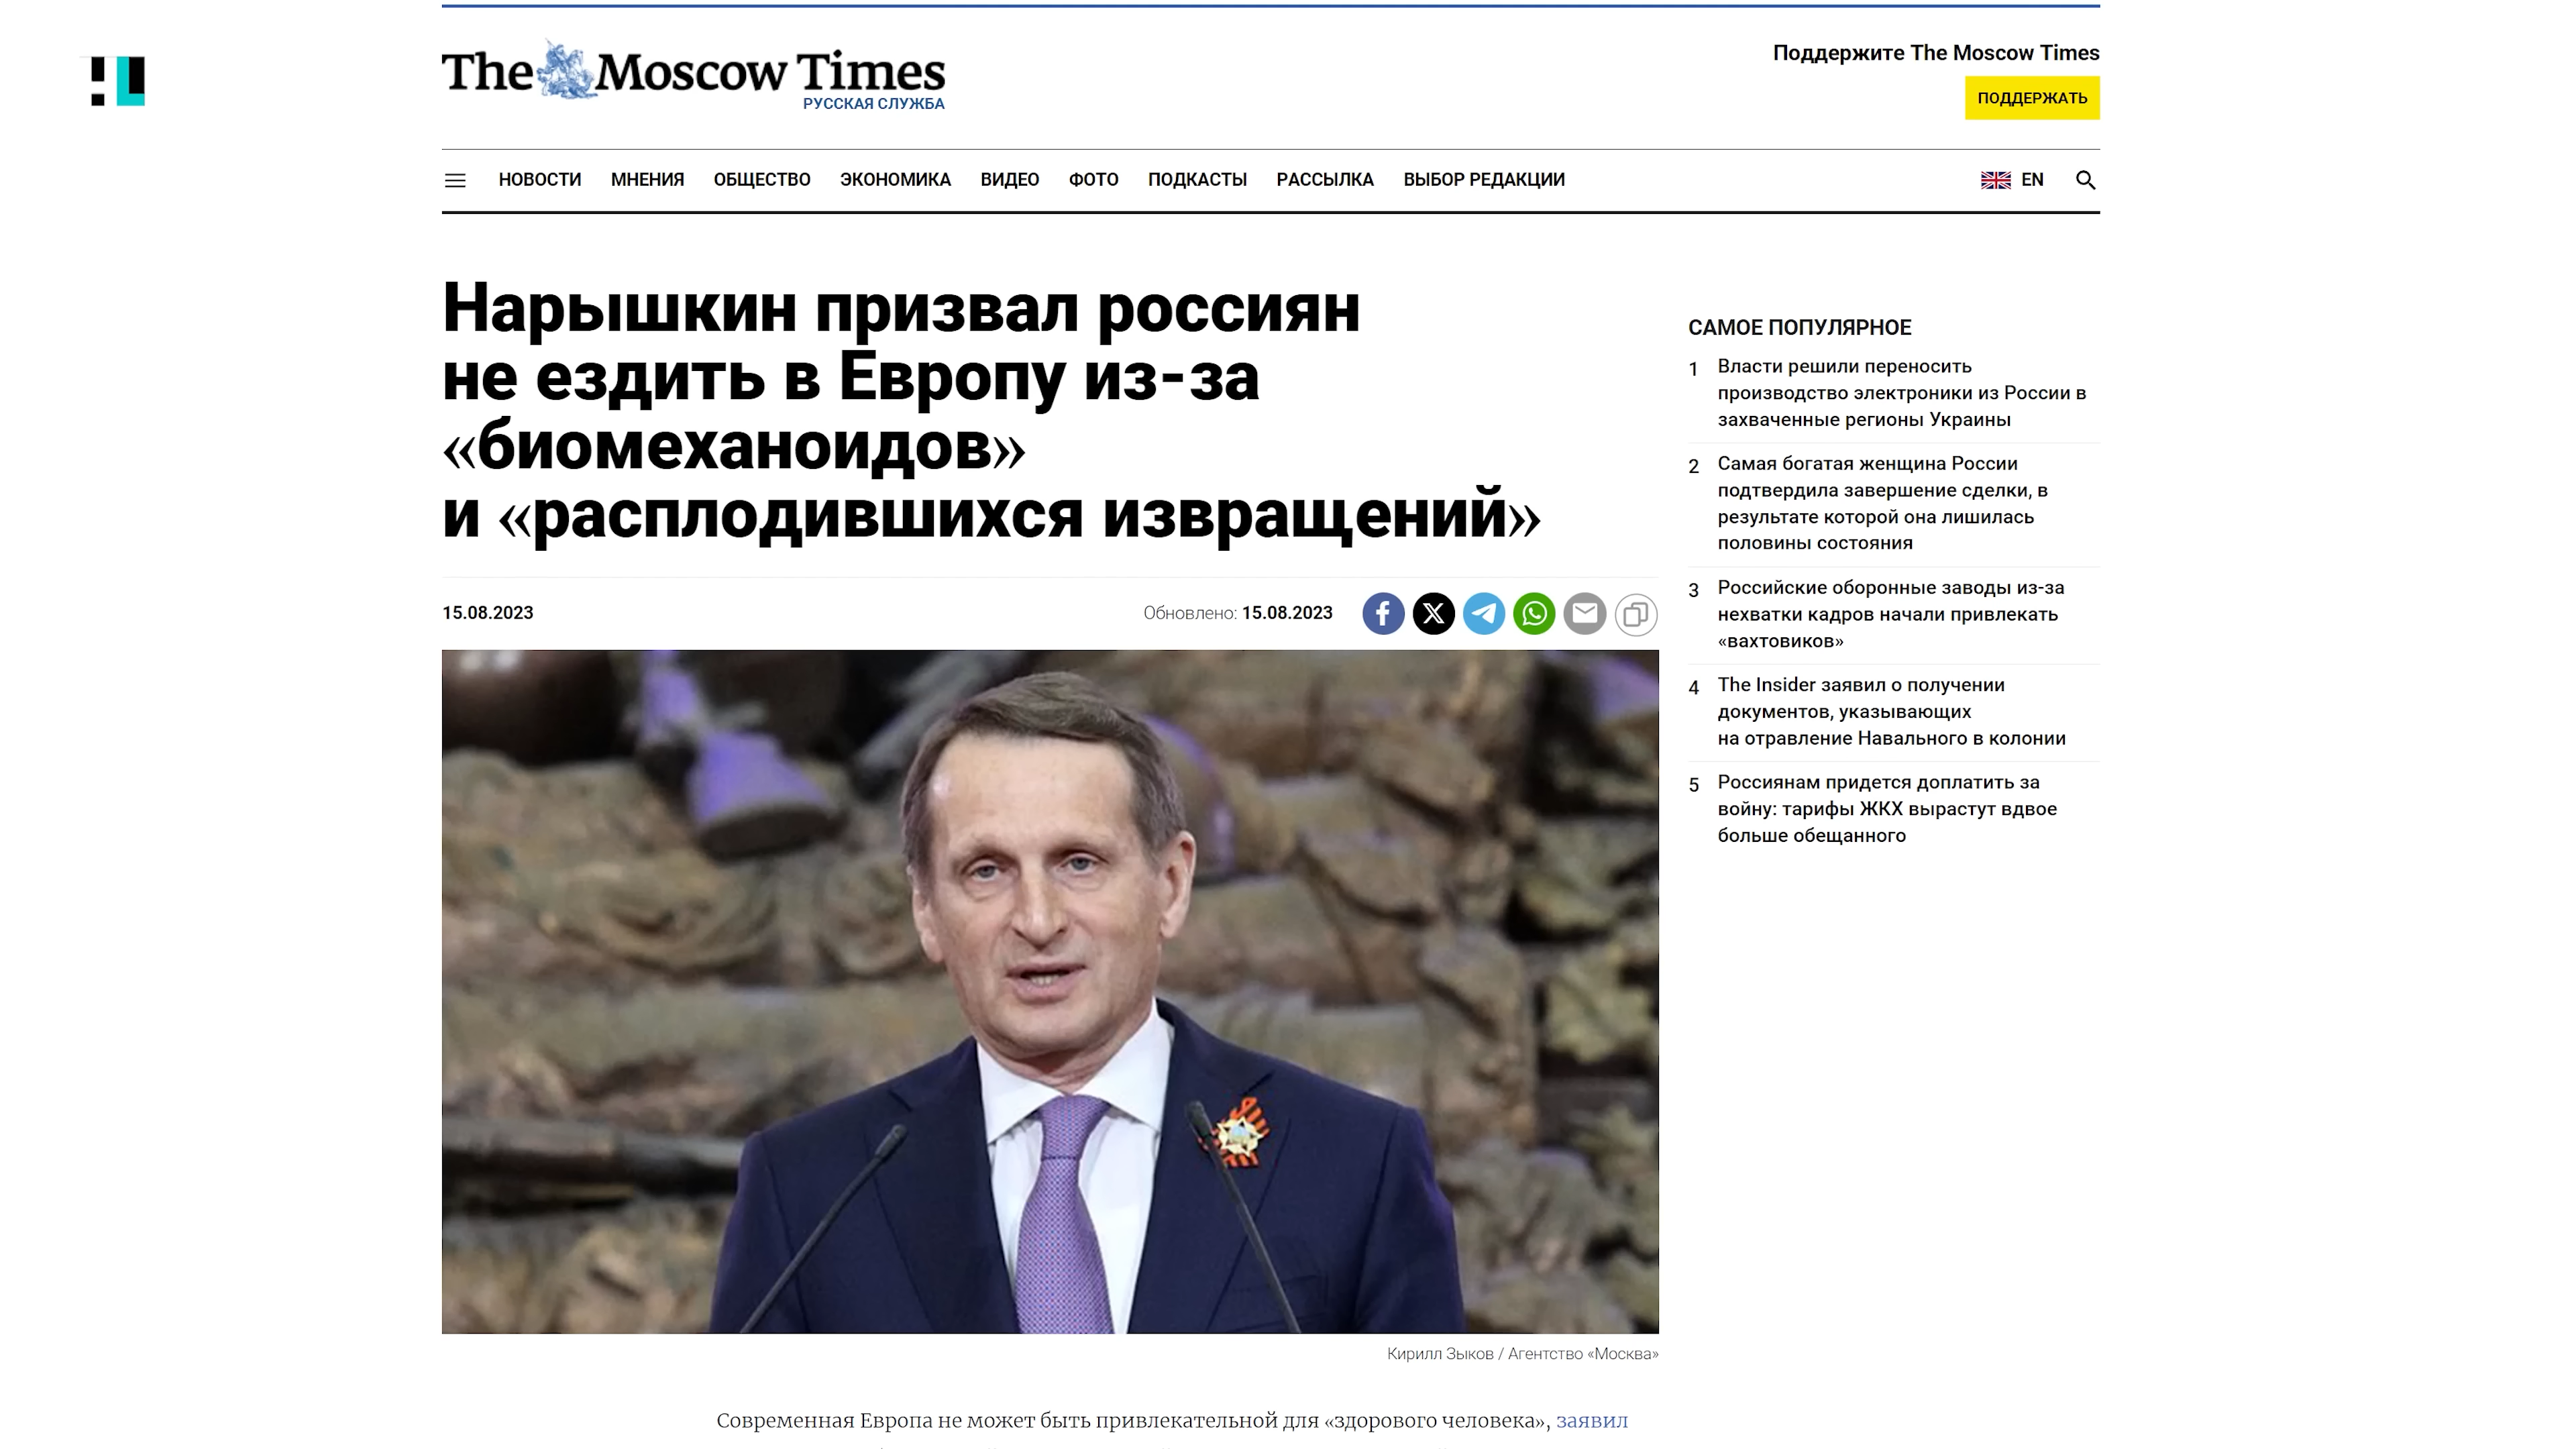 The Moscow Times
РУССКАЯ СЛУЖБА
Поддержите The Moscow Times
ПОДДЕРЖАТЬ
НОВОСТИ МНЕНИЯ ОБЩЕСТВО ЭКОНОМИКА ВИДЕО ФОТО ПОДКАСТЫ РАССЫЛКА ВЫБОР РЕДАКЦИИ EN
Нарышкин призвал россиян
не ездить в Европу из-за
«биомеханоидов»
и «расплодившихся извращений»
15.08.2023
Обновлено: 15.08.2023
Кирилл Зыков / Агентство «Москва»
Современная Европа не может быть привлекательной для «здорового человека», заявил
САМОЕ ПОПУЛЯРНОЕ
1 Власти решили переносить
производство электроники из России в
захваченные регионы Украины
2 Самая богатая женщина России
подтвердила завершение сделки, в
результате которой она лишилась
половины состояния
3 Российские оборонные заводы из-за
нехватки кадров начали привлекать
«вахтовиков»
4 The Insider заявил о получении
документов, указывающих
на отравление Навального в колонии
5 Россиянам придется доплатить за
войну: тарифы ЖКХ вырастут вдвое
больше обещанного